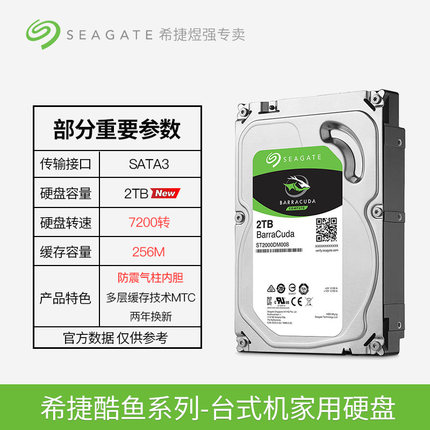 SEAGATE 希捷煜强专卖
部分重要参数
传输接口 SATA3
硬盘容量 2TB New
硬盘转速 7200转
缓存容量 256M
产品特色 防震气柱内胆
多层缓存技术MTC
两年换新
官方数据 仅供参考
SEAGATE
BARRACUDA
COMPUTE
2TB
BarraCuda
ST2000DM008
希捷酷鱼系列-台式机家用硬盘